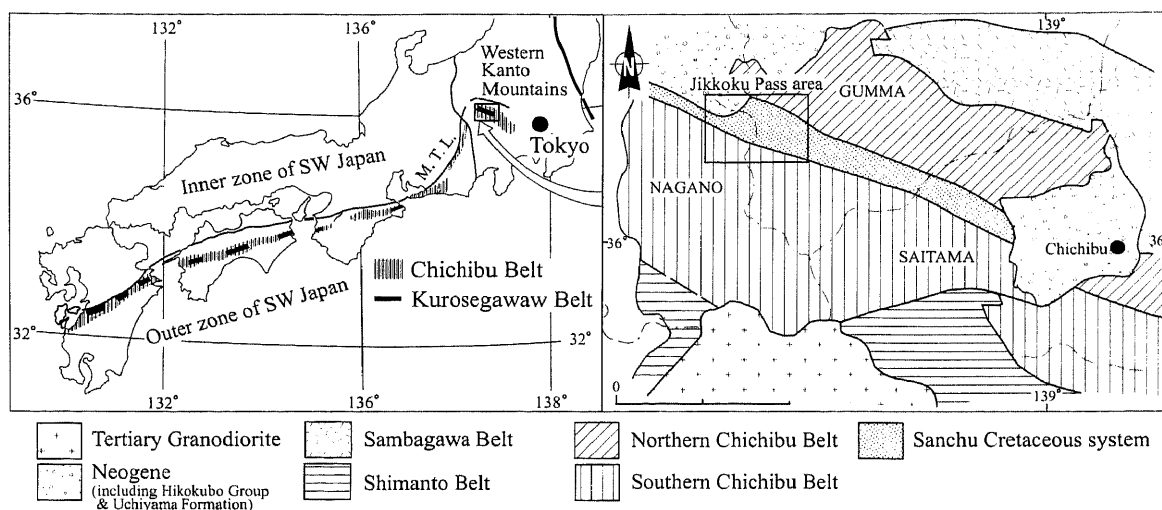 132°
136°
Western
Kanto
Mountains
36°
Tokyo
M. T. L.
Inner zone of SW Japan
Chichibu Belt
Kurosegawaw Belt
Outer zone of SW Japan
32°
32°
132°
136°
138°
139°
N
Jikkoku Pass area
GUMMA
NAGANO
36°
SAITAMA
Chichibu
36
0
139°
Tertiary Granodiorite
Neogene
(including Hikokubo Group
& Uchiyama Formation)
Sambagawa Belt
Shimanto Belt
Northern Chichibu Belt
Southern Chichibu Belt
Sanchu Cretaceous system